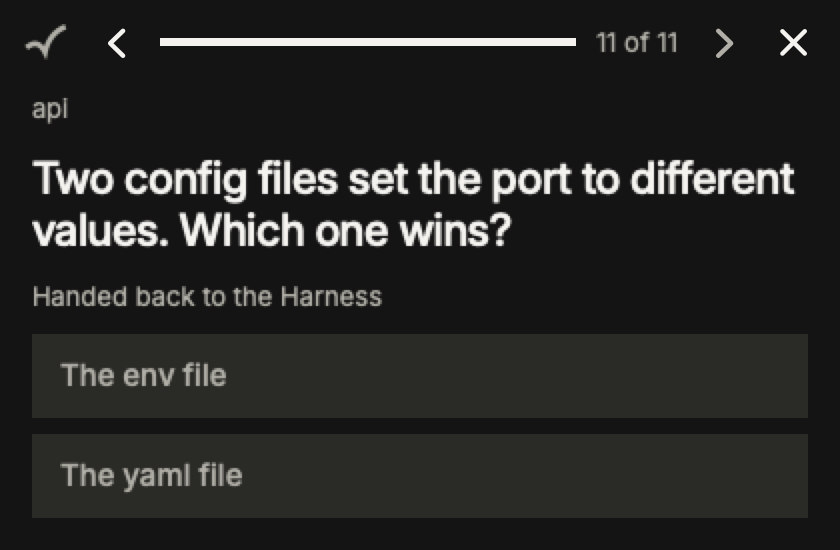 11 of 11
api
Two config files set the port to different
values. Which one wins?
Handed back to the Harness
The env file
The yaml file